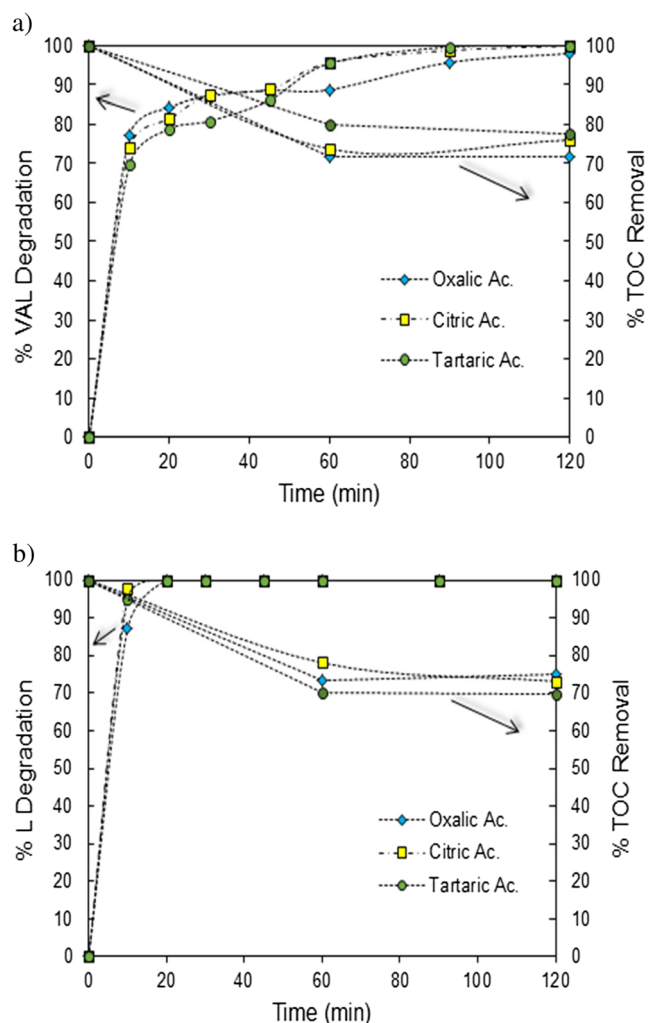 a)
100 100
90 90
80 80
70 70
60 60
50 50
40 40
30 30
20 20
10 10
0 0
% VAL Degradation
% TOC Removal
Oxalic Ac.
Citric Ac.
Tartaric Ac.
0 20 40 60 80 100 120
Time (min)
b)
100 100
90 90
80 80
70 70
60 60
50 50
40 40
30 30
20 20
10 10
0 0
% L Degradation
% TOC Removal
Oxalic Ac.
Citric Ac.
Tartaric Ac.
0 20 40 60 80 100 120
Time (min)